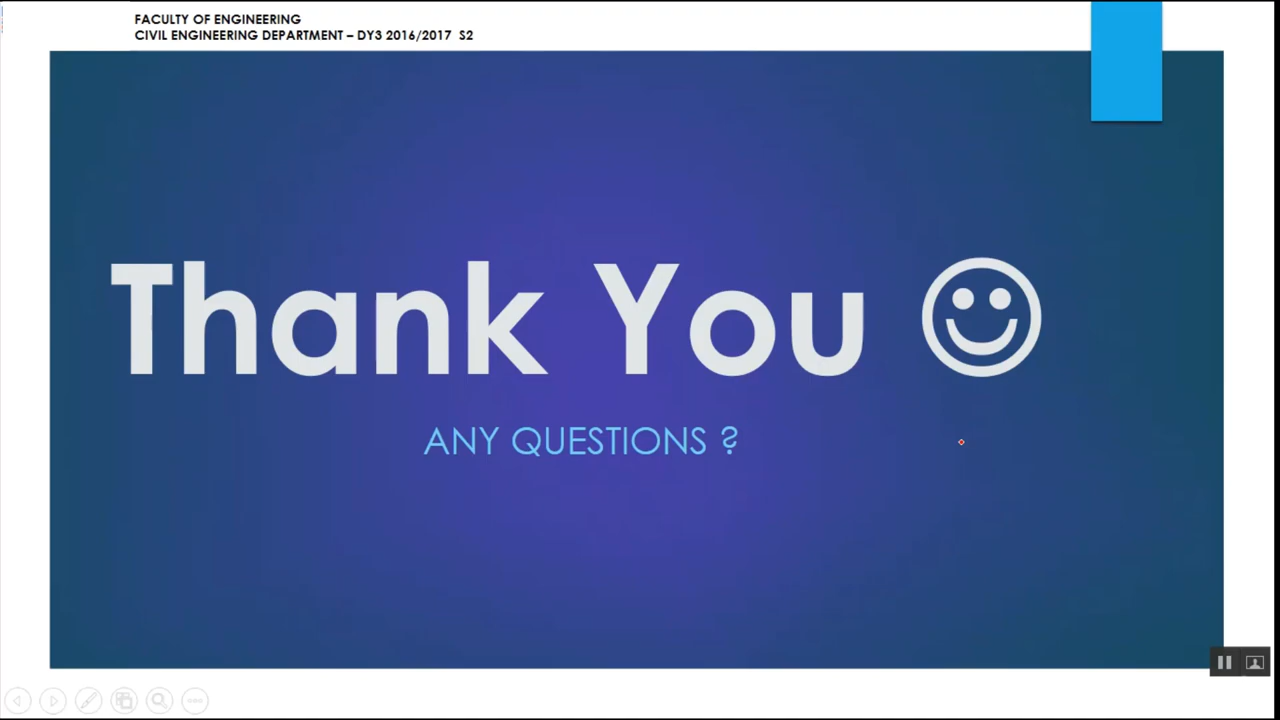 FACULTY OF ENGINEERING
CIVIL ENGINEERING DEPARTMENT – DY3 2016/2017 S2
Thank You ☺
ANY QUESTIONS ?